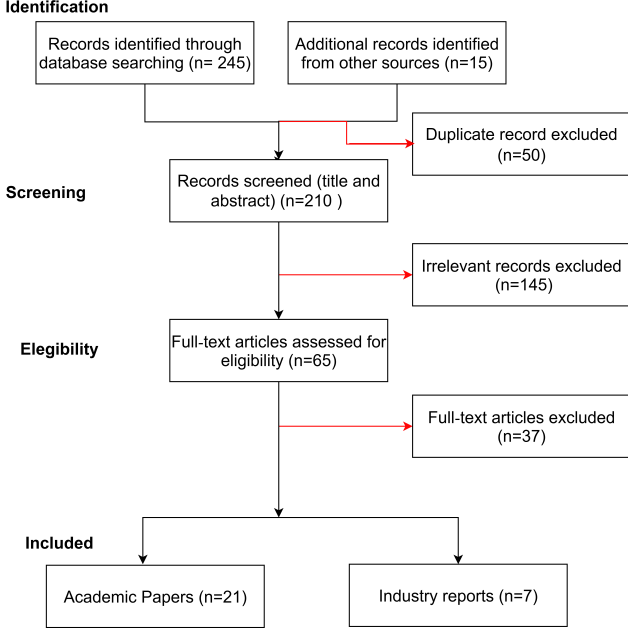 Identification
Records identified through
database searching (n= 245)
Additional records identified
from other sources (n=15)
Duplicate record excluded
(n=50)
Screening
Records screened (title and
abstract) (n=210 )
Irrelevant records excluded
(n=145)
Elegibility
Full-text articles assessed for
eligibility (n=65)
Full-text articles excluded
(n=37)
Included
Academic Papers (n=21)
Industry reports (n=7)